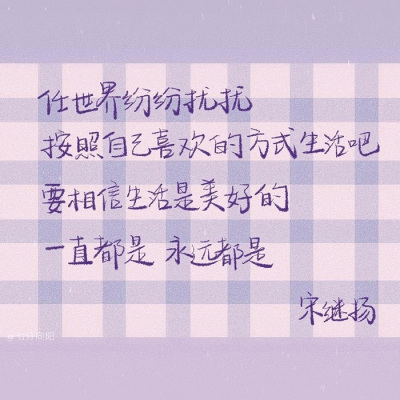 任世界纷纷扰扰
按照自己喜欢的方式生活吧
要相信生活是美好的
一直都是 永远都是
宋继扬